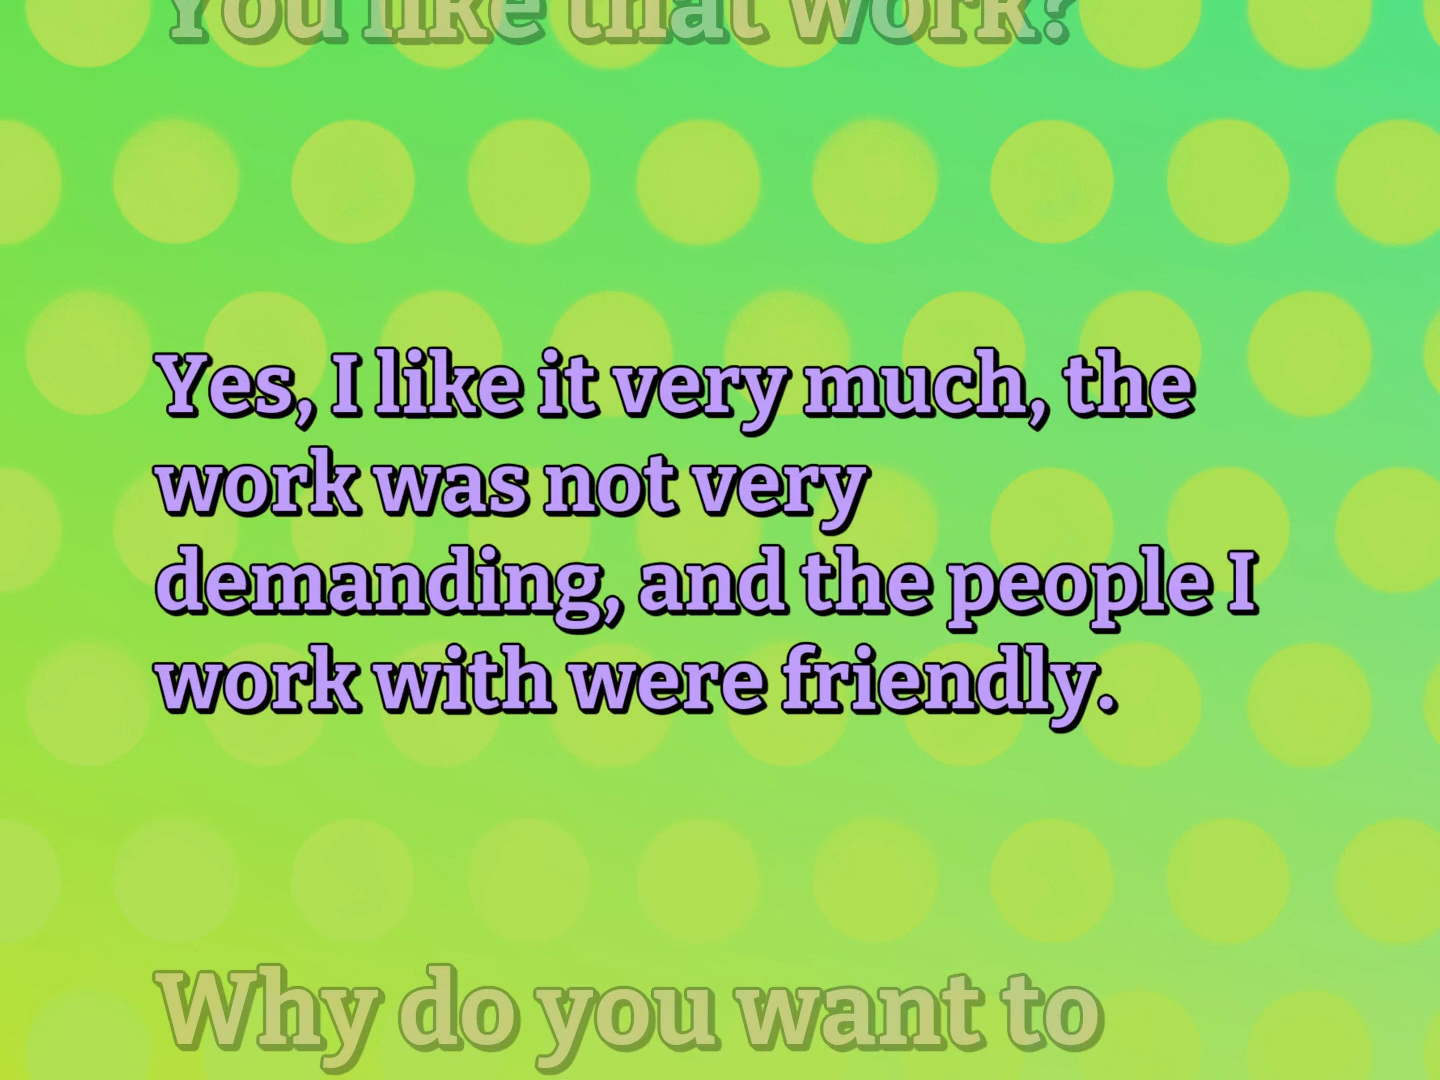 You like that work?
Yes, I like it very much, the
work was not very
demanding, and the people I
work with were friendly.
Why do you want to